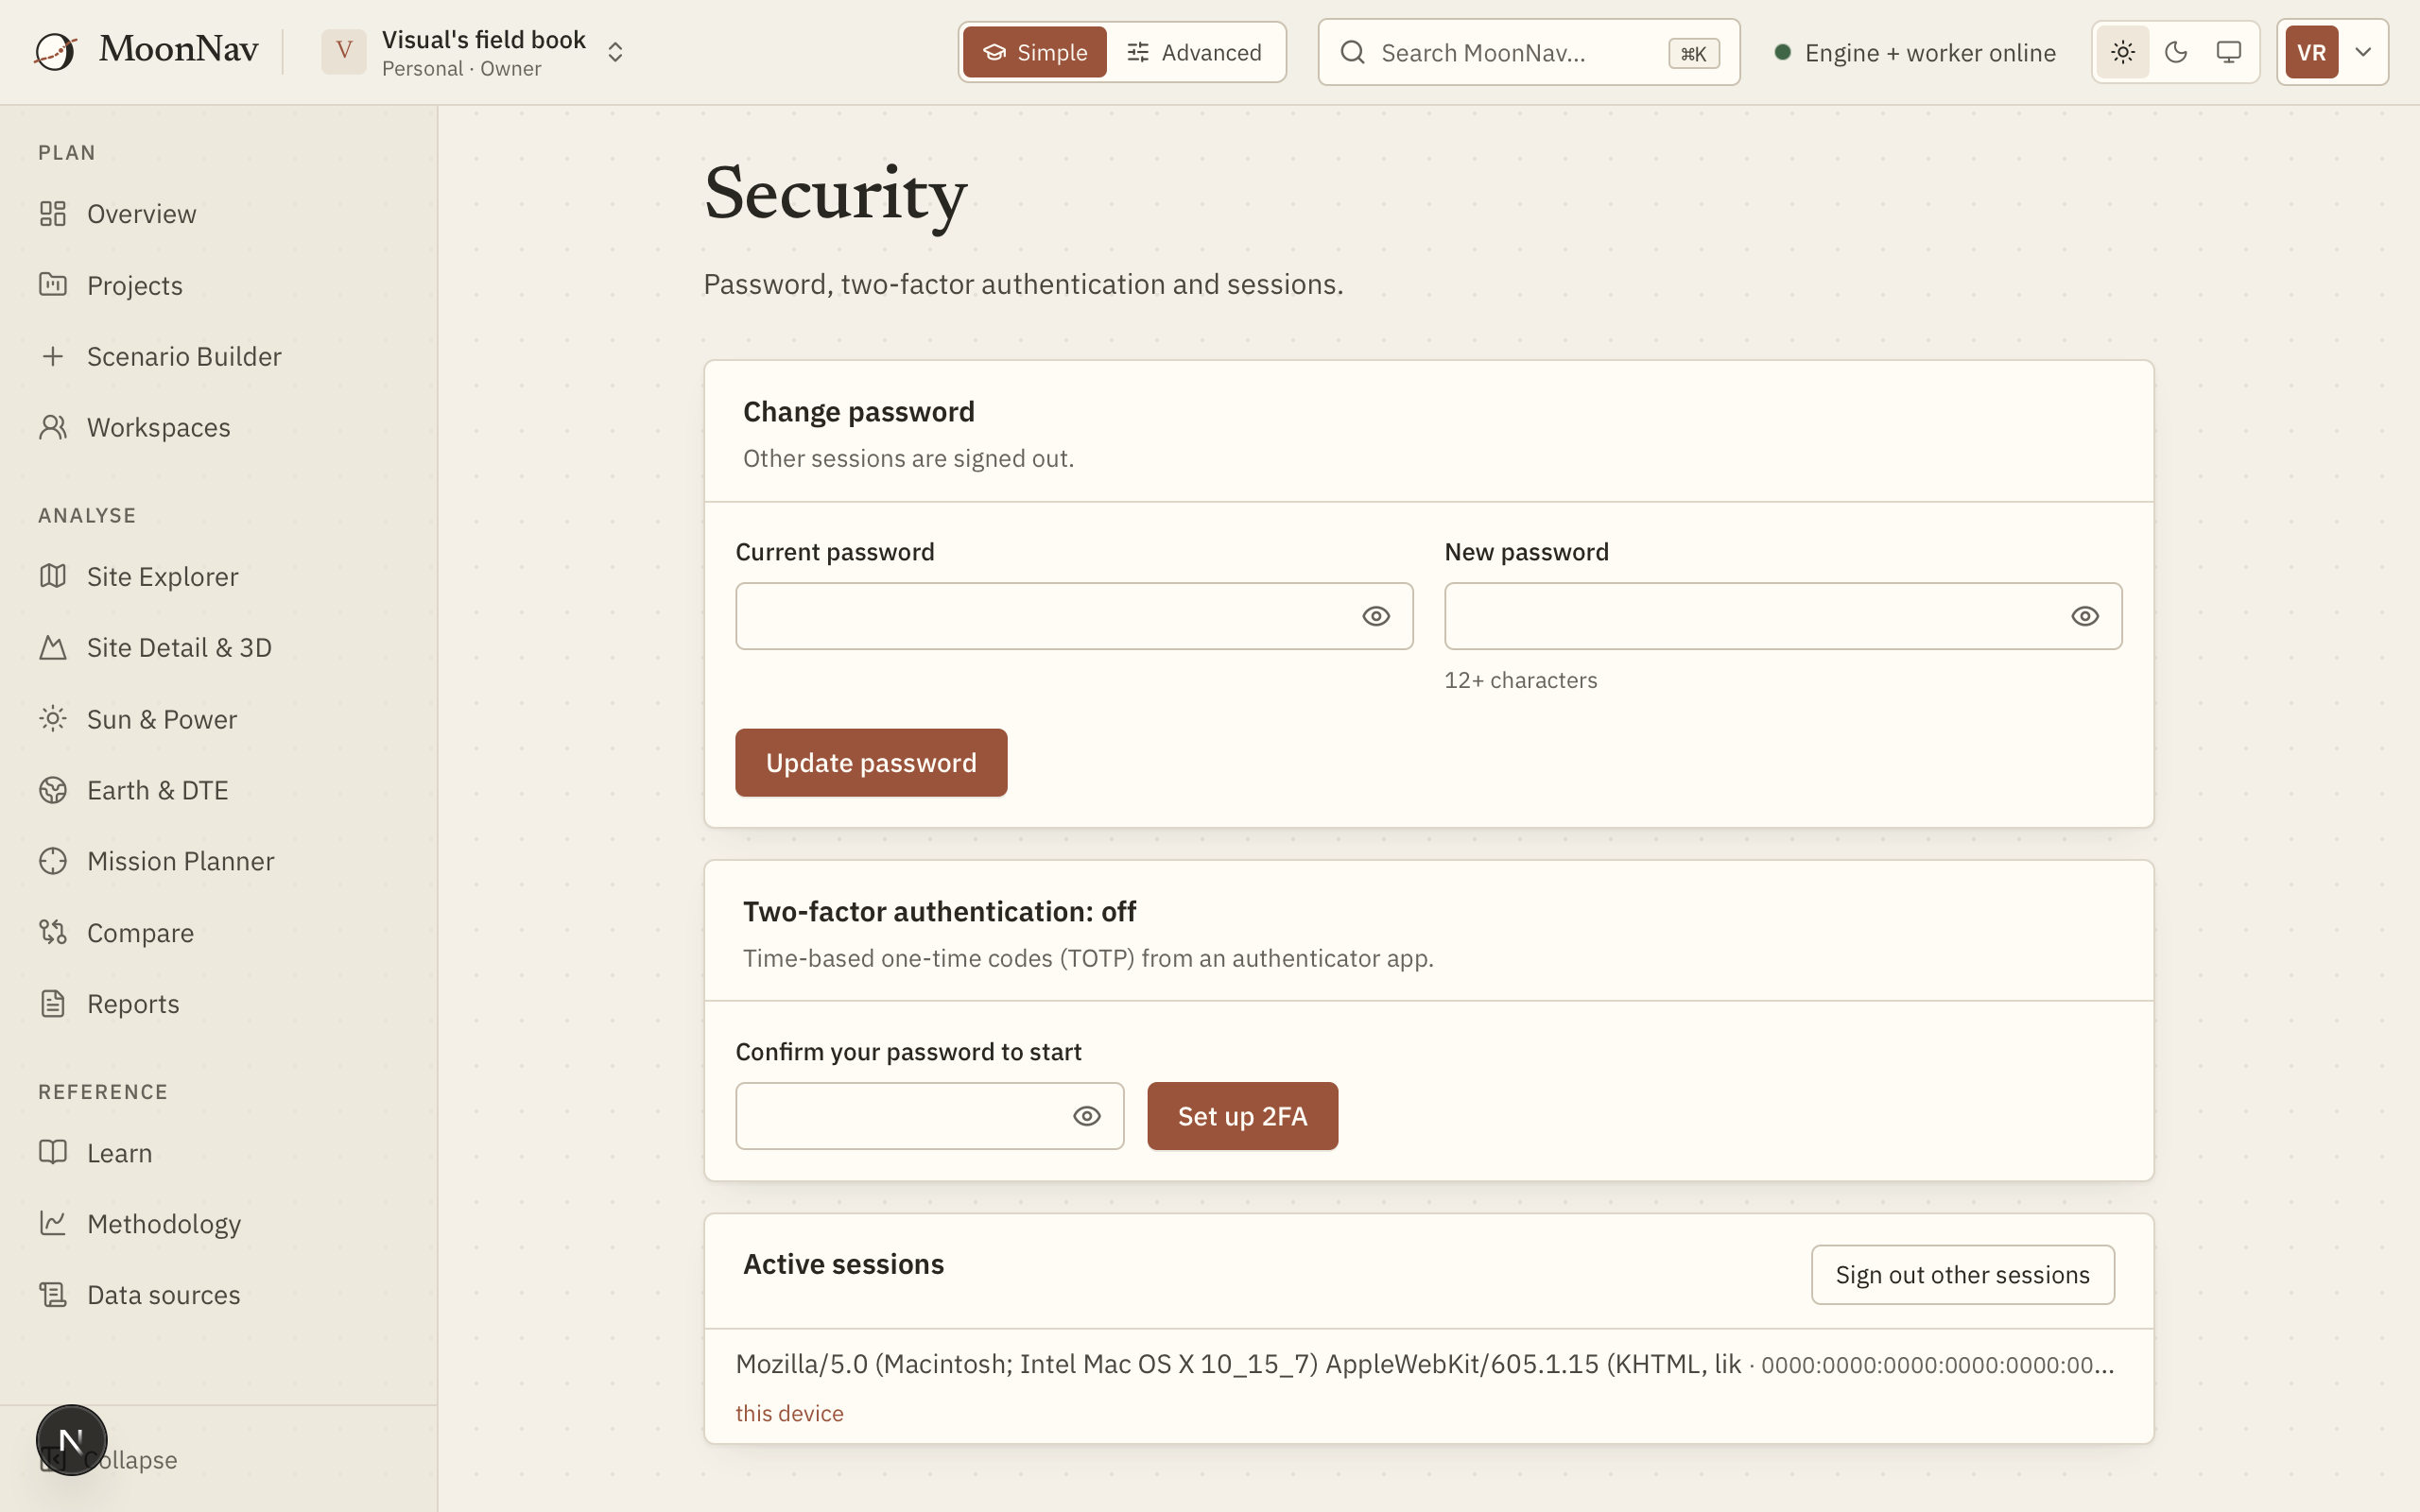 MoonNav
V
Visual's field book
Personal · Owner
Simple
Advanced
Search MoonNav...
⌘K
Engine + worker online
VR
PLAN
Overview
Projects
Scenario Builder
Workspaces
ANALYSE
Site Explorer
Site Detail & 3D
Sun & Power
Earth & DTE
Mission Planner
Compare
Reports
REFERENCE
Learn
Methodology
Data sources
N
Collapse
Security
Password, two-factor authentication and sessions.
Change password
Other sessions are signed out.
Current password
New password
12+ characters
Update password
Two-factor authentication: off
Time-based one-time codes (TOTP) from an authenticator app.
Confirm your password to start
Set up 2FA
Active sessions
Sign out other sessions
Mozilla/5.0 (Macintosh; Intel Mac OS X 10_15_7) AppleWebKit/605.1.15 (KHTML, lik · 0000:0000:0000:0000:0000:00...
this device